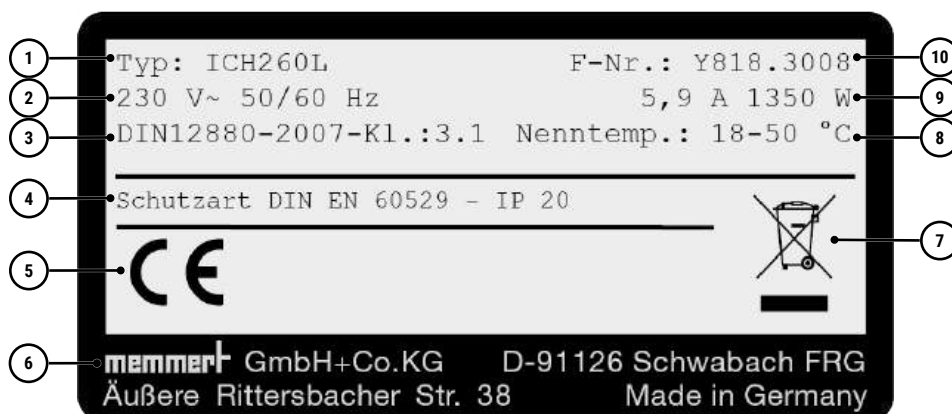 1 Typ: ICH260L F-Nr.: Y818.3008 10
2 230 V~ 50/60 Hz 5,9 A 1350 W 9
3 DIN12880-2007-Kl.:3.1 Nenntemp.: 18-50 °C 8
4 Schutzart DIN EN 60529 - IP 20
5 CE 7
6 memmert GmbH+Co.KG D-91126 Schwabach FRG
Äußere Rittersbacher Str. 38 Made in Germany